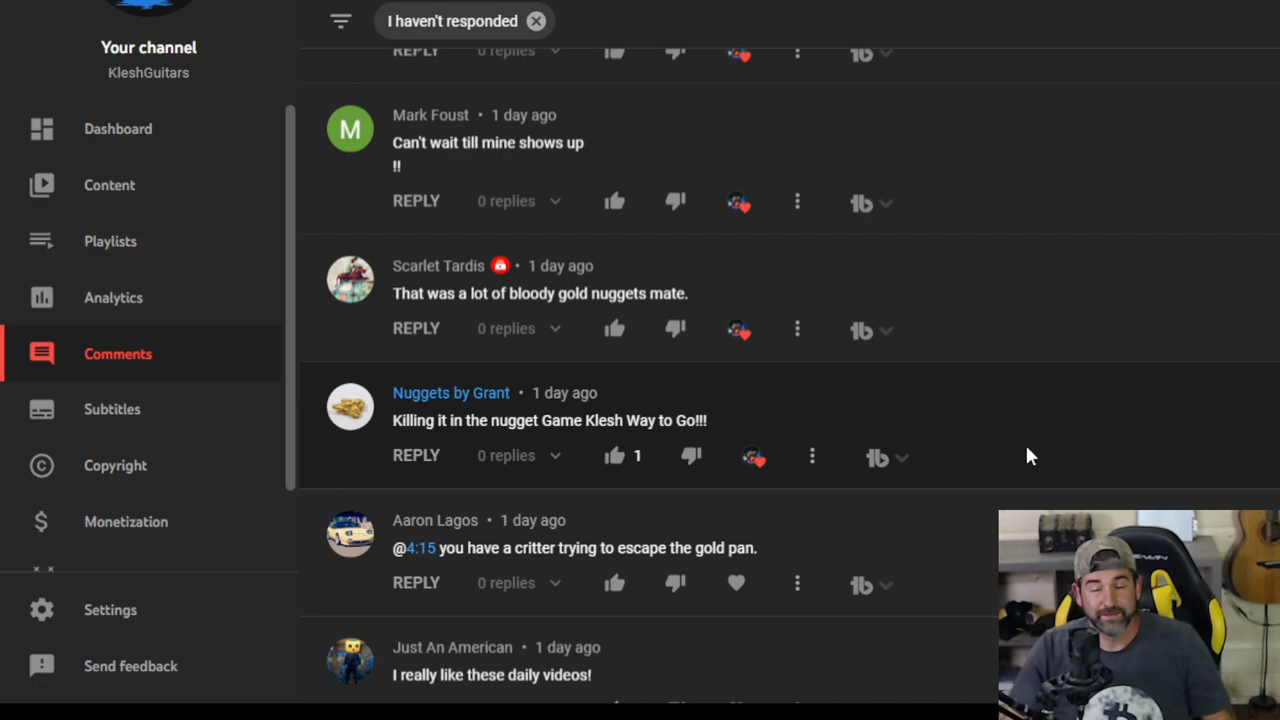 Your channel
KleshGuitars
Dashboard
Content
Playlists
Analytics
Comments
Subtitles
Copyright
Monetization
Settings
Send feedback
I haven't responded
REPLY 0 replies
Mark Foust • 1 day ago
Can't wait till mine shows up
!!
REPLY 0 replies
Scarlet Tardis • 1 day ago
That was a lot of bloody gold nuggets mate.
REPLY 0 replies
Nuggets by Grant • 1 day ago
Killing it in the nugget Game Klesh Way to Go!!!
REPLY 0 replies 1
Aaron Lagos • 1 day ago
@4:15 you have a critter trying to escape the gold pan.
REPLY 0 replies
Just An American • 1 day ago
I really like these daily videos!